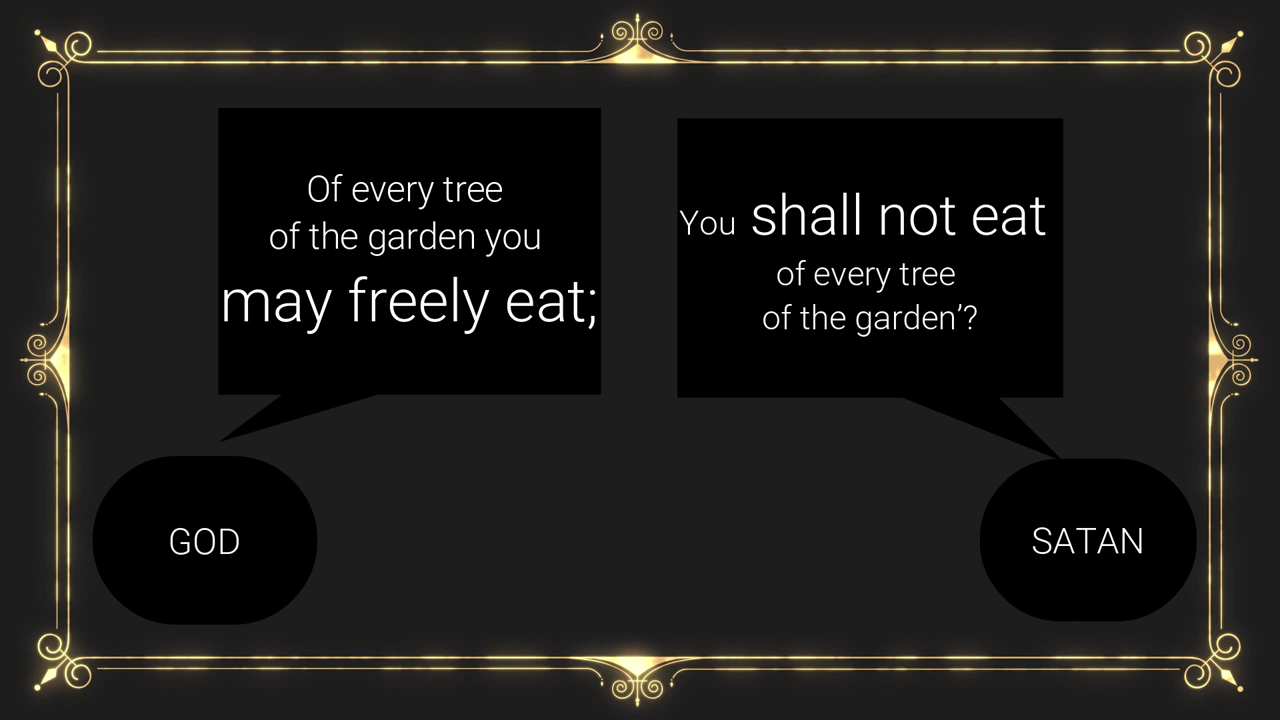 Of every tree
of the garden you
may freely eat;
You shall not eat
of every tree
of the garden’?
GOD
SATAN